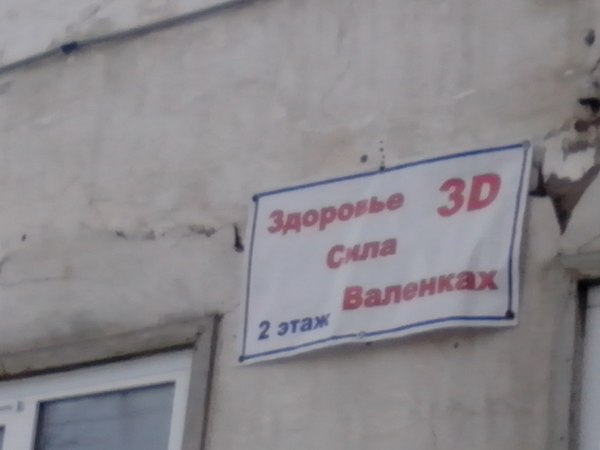 Здоровье 3D
Сила
Валенках
2 этаж